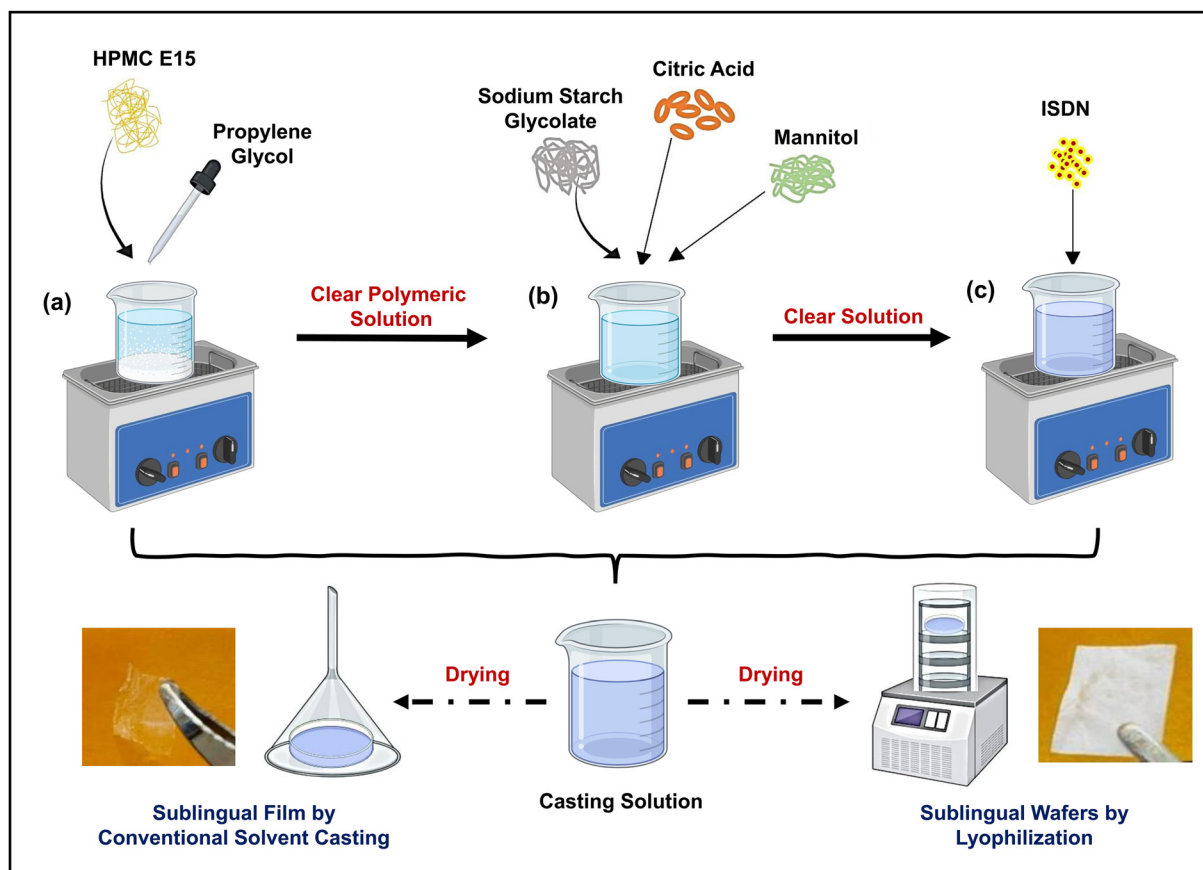 HPMC E15
Propylene
Glycol
Sodium Starch
Glycolate
Citric Acid
Mannitol
ISDN
(a)
Clear Polymeric
Solution
(b)
Clear Solution
(c)
Drying
Drying
Casting Solution
Sublingual Film by
Conventional Solvent Casting
Sublingual Wafers by
Lyophilization